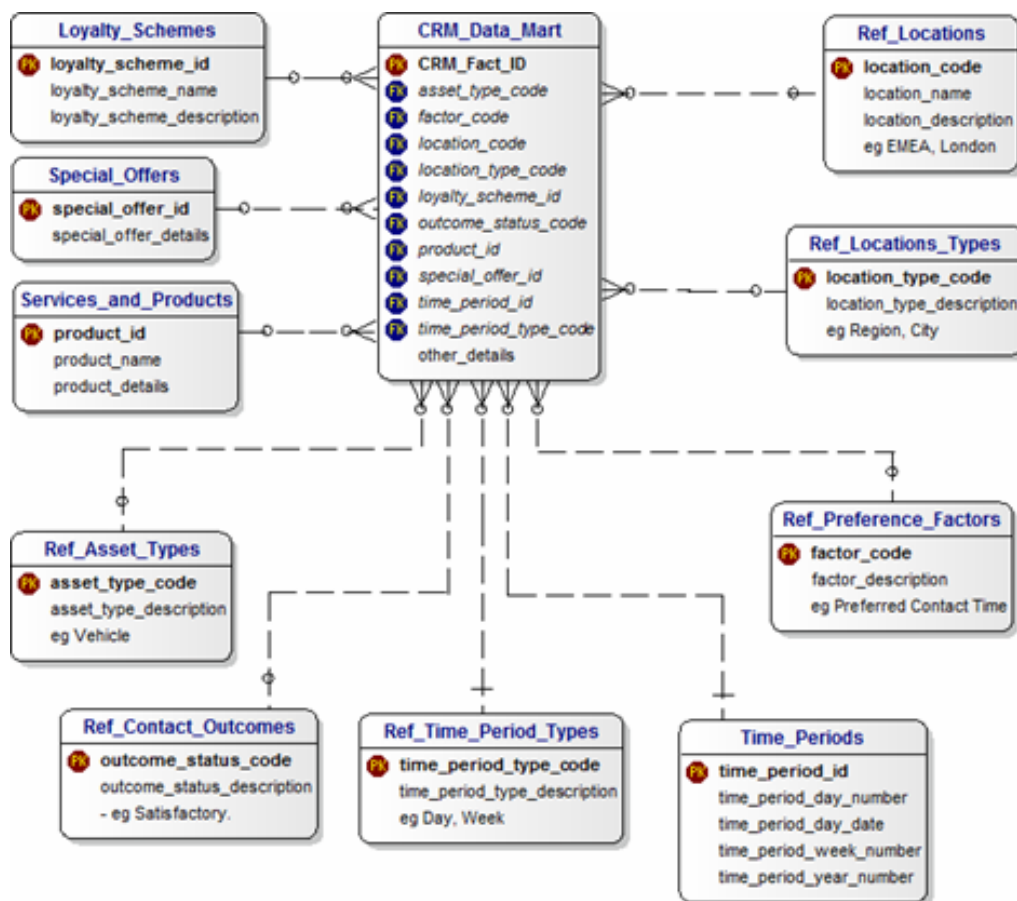 Loyalty_Schemes
PK loyalty_scheme_id
loyalty_scheme_name
loyalty_scheme_description
Special_Offers
PK special_offer_id
special_offer_details
Services_and_Products
PK product_id
product_name
product_details
CRM_Data_Mart
PK CRM_Fact_ID
FK asset_type_code
FK factor_code
FK location_code
FK location_type_code
FK loyalty_scheme_id
FK outcome_status_code
FK product_id
FK special_offer_id
FK time_period_id
FK time_period_type_code
other_details
Ref_Locations
PK location_code
location_name
location_description
eg EMEA, London
Ref_Locations_Types
PK location_type_code
location_type_description
eg Region, City
Ref_Asset_Types
PK asset_type_code
asset_type_description
eg Vehicle
Ref_Preference_Factors
PK factor_code
factor_description
eg Preferred Contact Time
Ref_Contact_Outcomes
PK outcome_status_code
outcome_status_description
- eg Satisfactory.
Ref_Time_Period_Types
PK time_period_type_code
time_period_type_description
eg Day, Week
Time_Periods
PK time_period_id
time_period_day_number
time_period_day_date
time_period_week_number
time_period_year_number